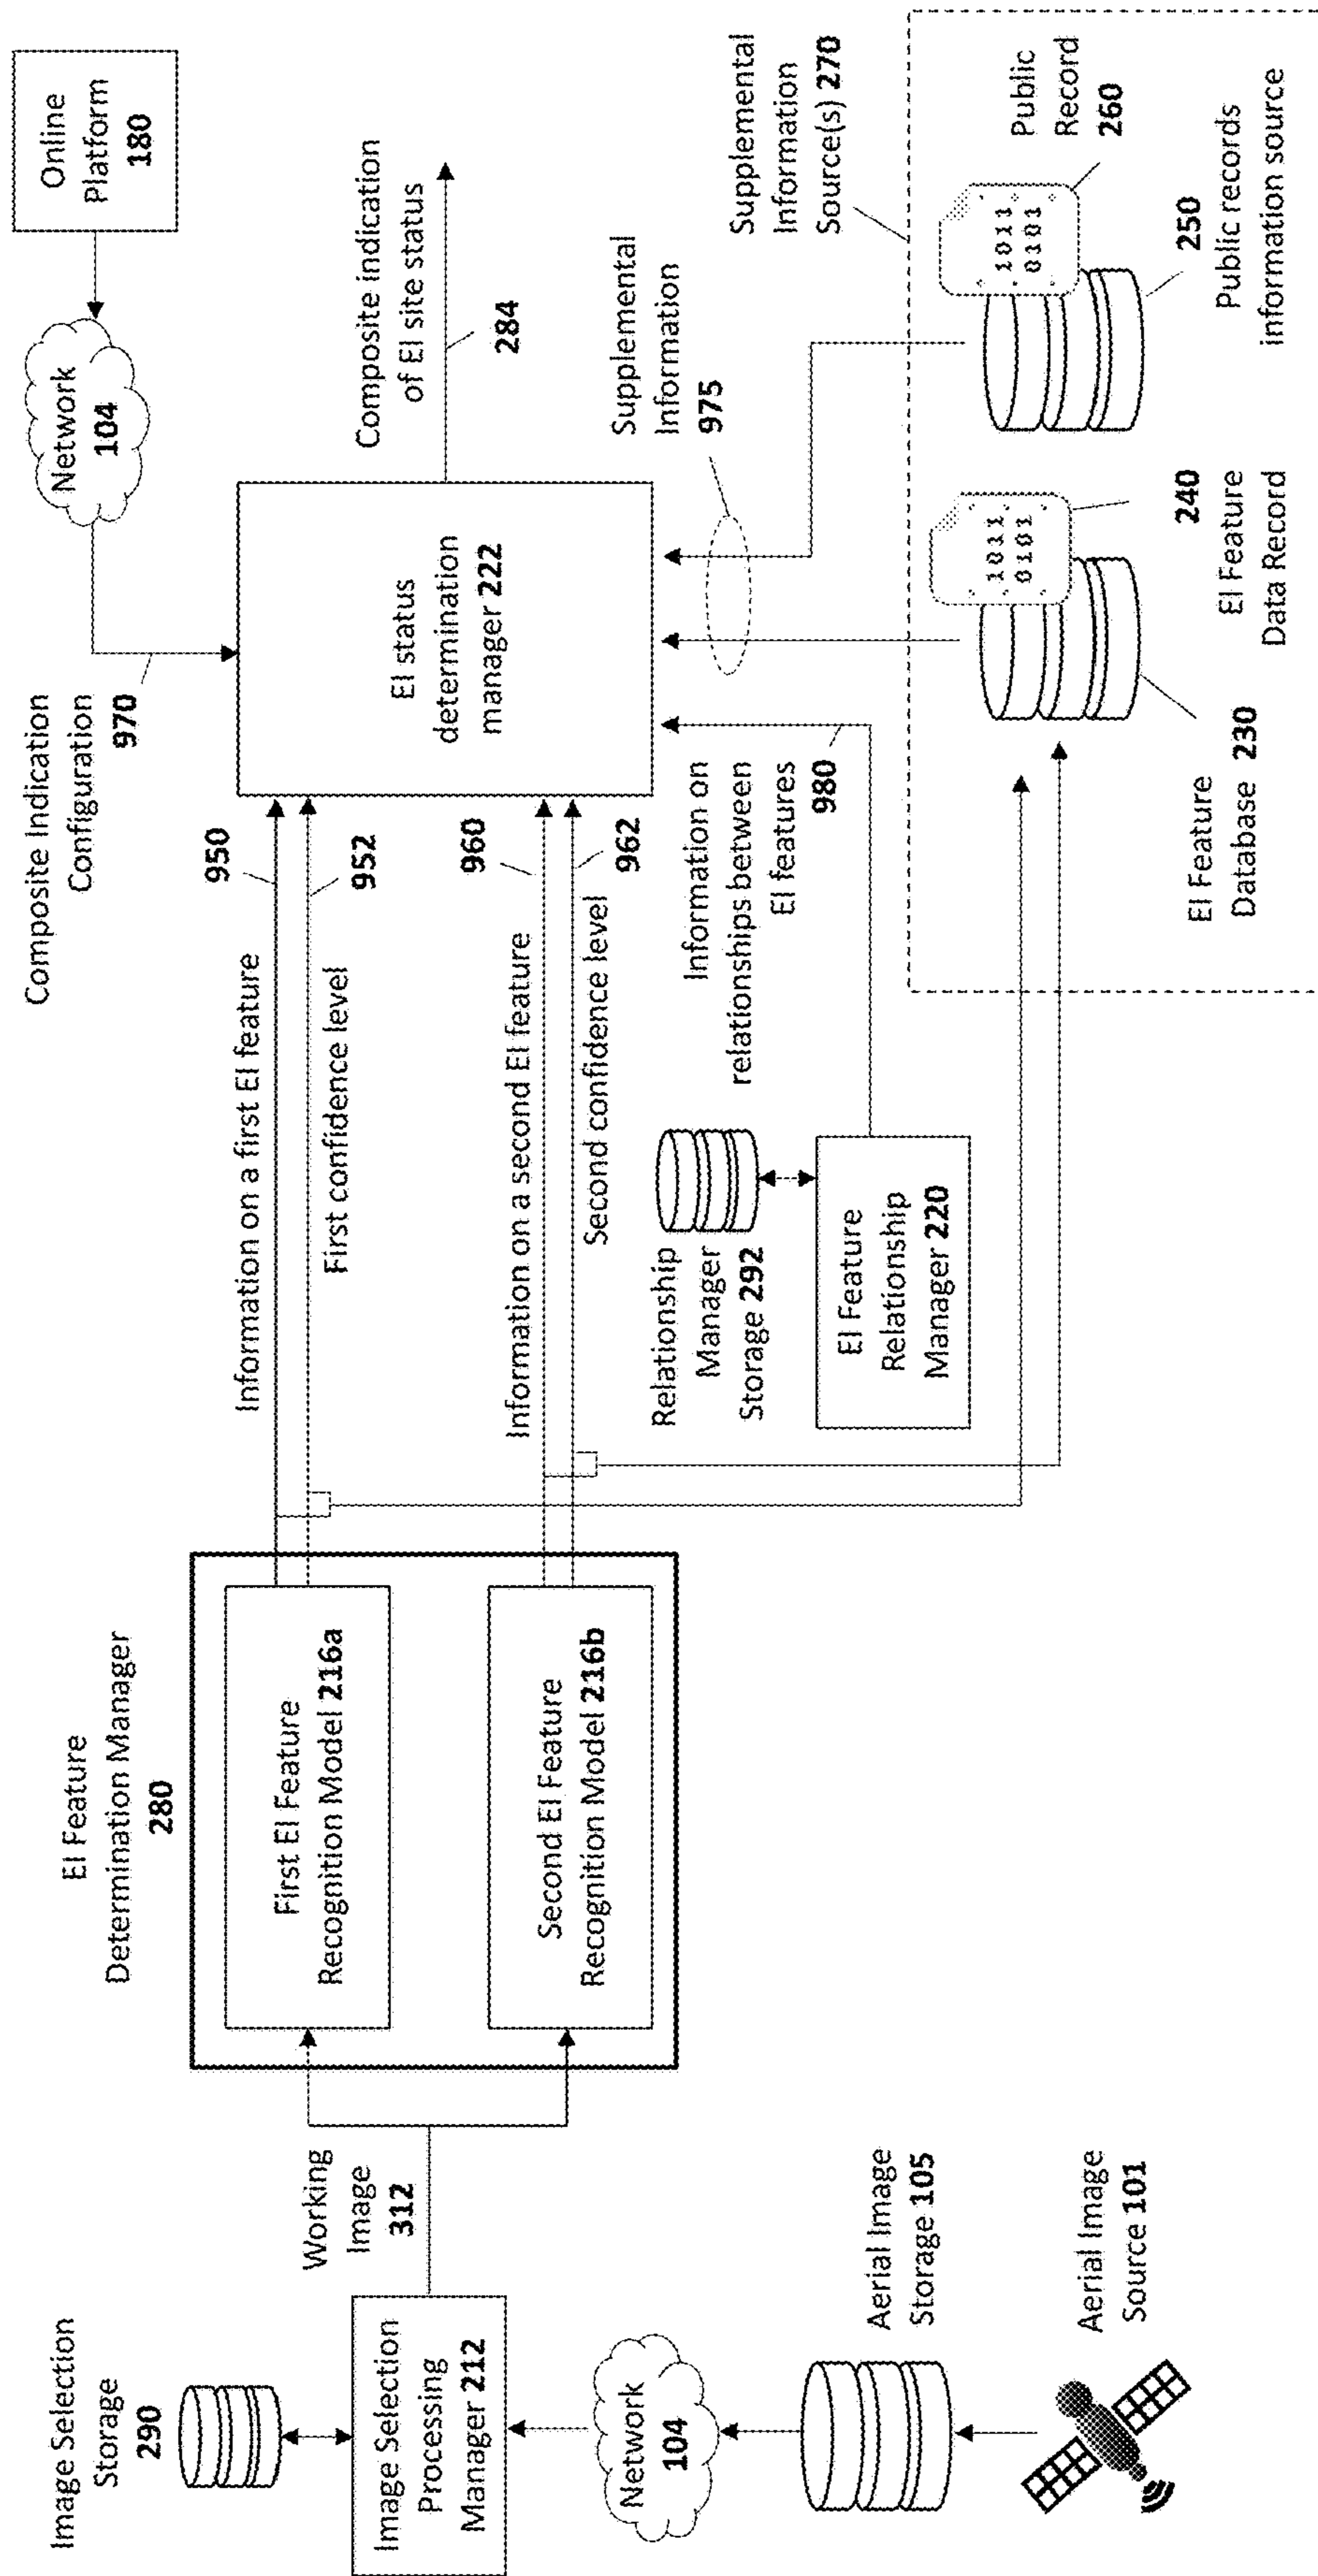 Image Selection
Storage
290
Image Selection
Processing
Manager 212
Network
104
Aerial Image
Storage 105
Aerial Image
Source 101
Working
Image
312
EI Feature
Determination Manager
280
First EI Feature
Recognition Model 216a
Second EI Feature
Recognition Model 216b
Information on a first EI feature
950
First confidence level
952
Information on a second EI feature
960
Second confidence level
962
Relationship
Manager
Storage 292
EI Feature
Relationship
Manager 220
Information on
relationships between
EI features
980
Composite Indication
Configuration
970
Network
104
Online
Platform
180
EI status
determination
manager 222
Composite indication
of EI site status
284
Supplemental
Information
975
Supplemental
Information
Source(s) 270
1011
0101
EI Feature
Database 230
240
EI Feature
Data Record
1011
0101
Public
Record
260
250
Public records
information source